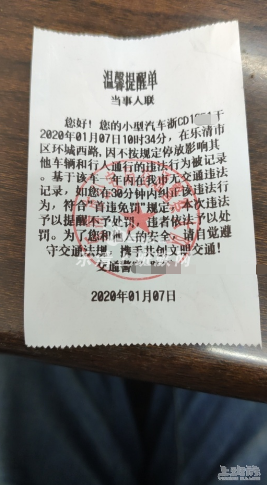 温馨提醒单
当事人联
您好！您的小型汽车浙CD1 于
2020年01月07日10时34分，在乐清市
区环城西路，因不按规定停放影响其
他车辆和行人通行的违法行为被记录
。基于该车一年内在我市无交通违法
记录，如您在30分钟内纠正该违法行
为，符合"首违免罚"规定，本次违法
予以提醒不予处罚，违者依法予以处
罚。为了您和他人的安全，请自觉遵
守交通法规，携手共创文明交通！
交通警
2020年01月07日